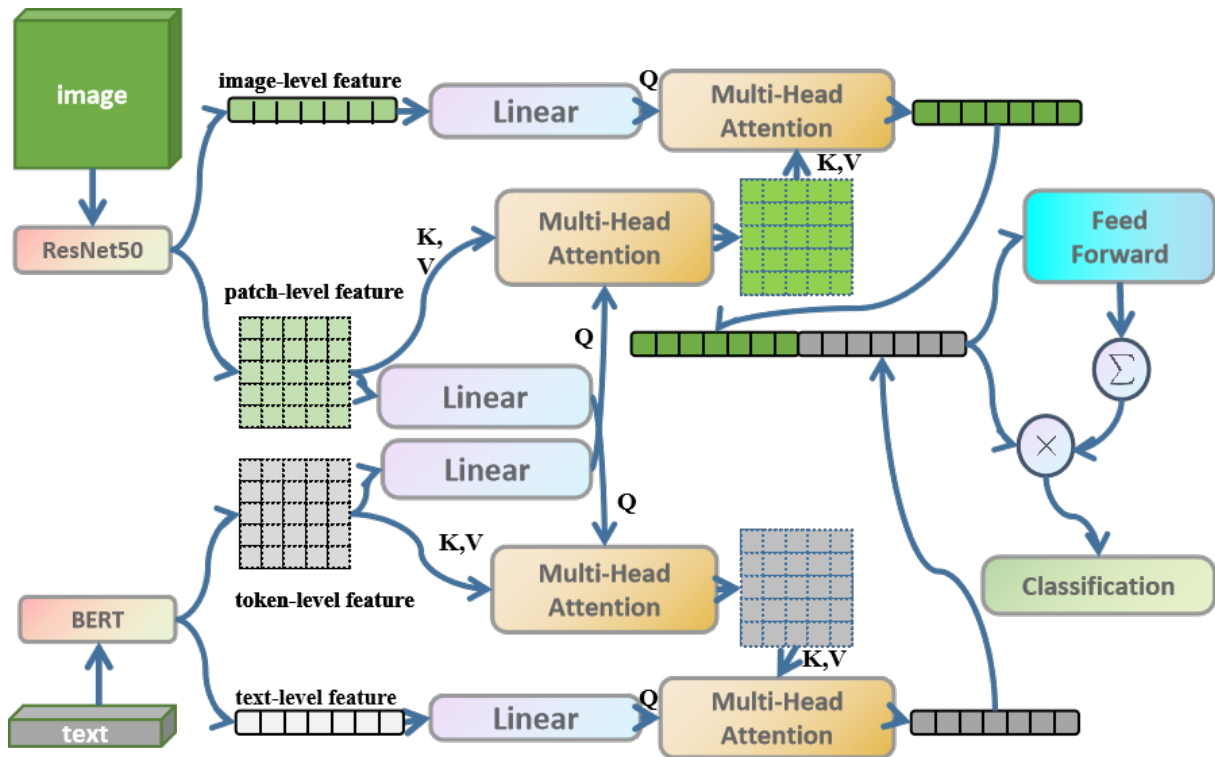 image
image-level feature
Linear
Q
Multi-Head
Attention
K,V
ResNet50
K,
V
Multi-Head
Attention
Feed
Forward
patch-level feature
Q
Linear
Σ
Linear
×
Q
K,V
Multi-Head
Attention
Classification
token-level feature
BERT
K,V
text-level feature
Linear
Q
Multi-Head
Attention
text